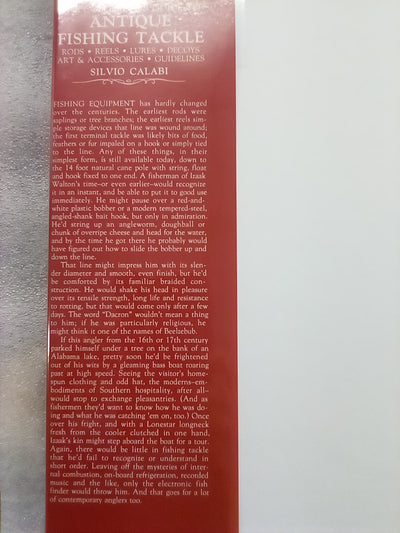 ANTIQUE
FISHING TACKLE
RODS • REELS • LURES • DECOYS
ART & ACCESSORIES • GUIDELINES
SILVIO CALABI
FISHING EQUIPMENT has hardly changed
over the centuries. The earliest rods were
saplings or tree branches; the earliest reels sim-
ple storage devices that line was wound around;
the first terminal tackle was likely bits of food,
feathers or fur impaled on a hook or simply tied
to the line. Any of these things, in their
simplest form, is still available today, down to
the 14 foot natural cane pole with string, float
and hook fixed to one end. A fisherman of Izaak
Walton's time—or even earlier—would recognize
it in an instant, and be able to put it to good use
immediately. He might pause over a red-and-
white plastic bobber or a modern tempered-steel,
angled-shank bait hook, but only in admiration.
He'd string up an angleworm, doughball or
chunk of overripe cheese and head for the water,
and by the time he got there he probably would
have figured out how to slide the bobber up and
down the line.
That line might impress him with its slen-
der diameter and smooth, even finish, but he'd
be comforted by its familiar braided con-
struction. He would shake his head in pleasure
over its tensile strength, long life and resistance
to rotting, but that would come only after a few
days. The word "Dacron" wouldn't mean a thing
to him; if he was particularly religious, he
might think it one of the names of Beelzebub.
If this angler from the 16th or 17th century
parked himself under a tree on the bank of an
Alabama lake, pretty soon he'd be frightened
out of his wits by a gleaming bass boat roaring
past at high speed. Seeing the visitor's home-
spun clothing and odd hat, the moderns—em-
bodiments of Southern hospitality, after all—
would stop to exchange pleasantries. (And as
fishermen they'd want to know how he was do-
ing and what he was catching 'em on, too.) Once
over his fright, and with a Lonestar longneck
fresh from the cooler clutched in one hand,
Izaak's kin might step aboard the boat for a tour.
Again, there would be little in fishing tackle
that he'd fail to recognize or understand in
short order. Leaving off the mysteries of inter-
nal combustion, on-board refrigeration, recorded
music and the like, only the electronic fish
finder would throw him. And that goes for a lot
of contemporary anglers too.